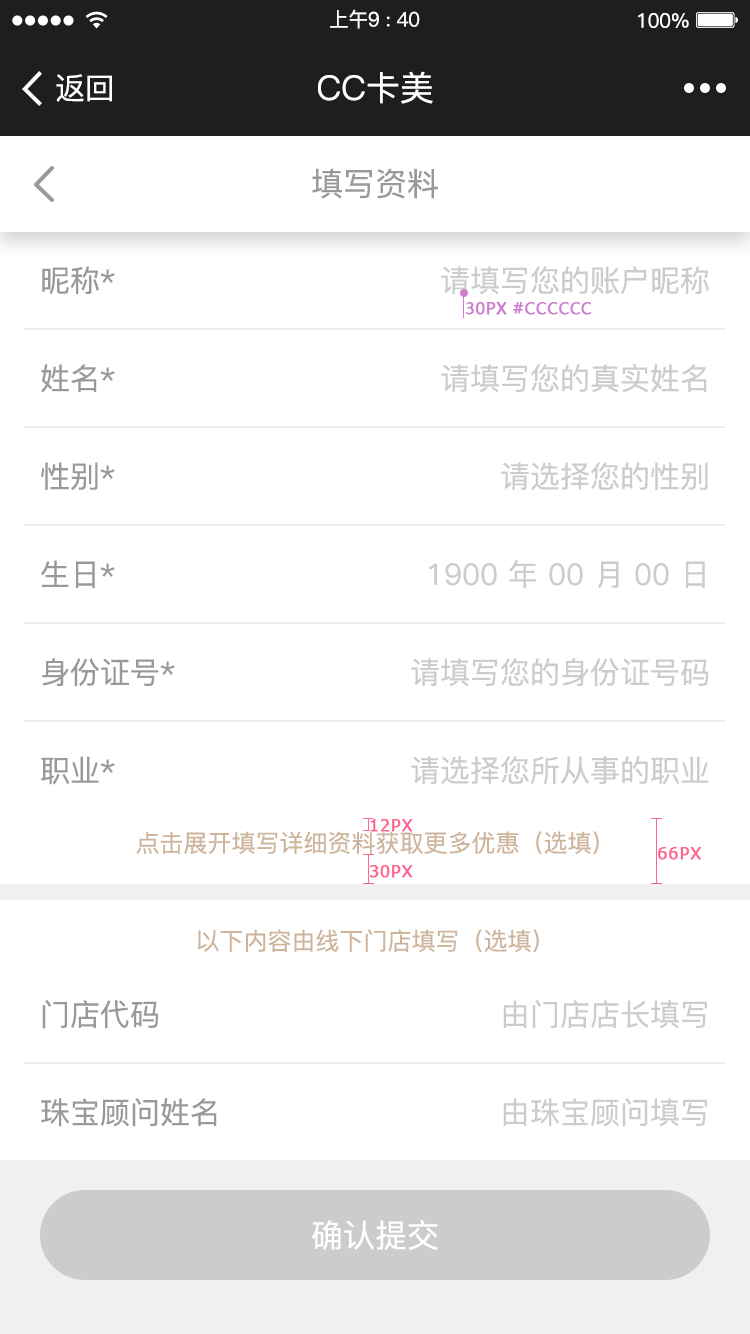 上午9 : 40
100%
返回
CC卡美
填写资料
昵称*
请填写您的账户昵称
30PX #CCCCCC
姓名*
请填写您的真实姓名
性别*
请选择您的性别
生日*
1900 年 00 月 00 日
身份证号*
请填写您的身份证号码
职业*
请选择您所从事的职业
12PX
点击展开填写详细资料获取更多优惠（选填）
66PX
30PX
以下内容由线下门店填写（选填）
门店代码
由门店店长填写
珠宝顾问姓名
由珠宝顾问填写
确认提交